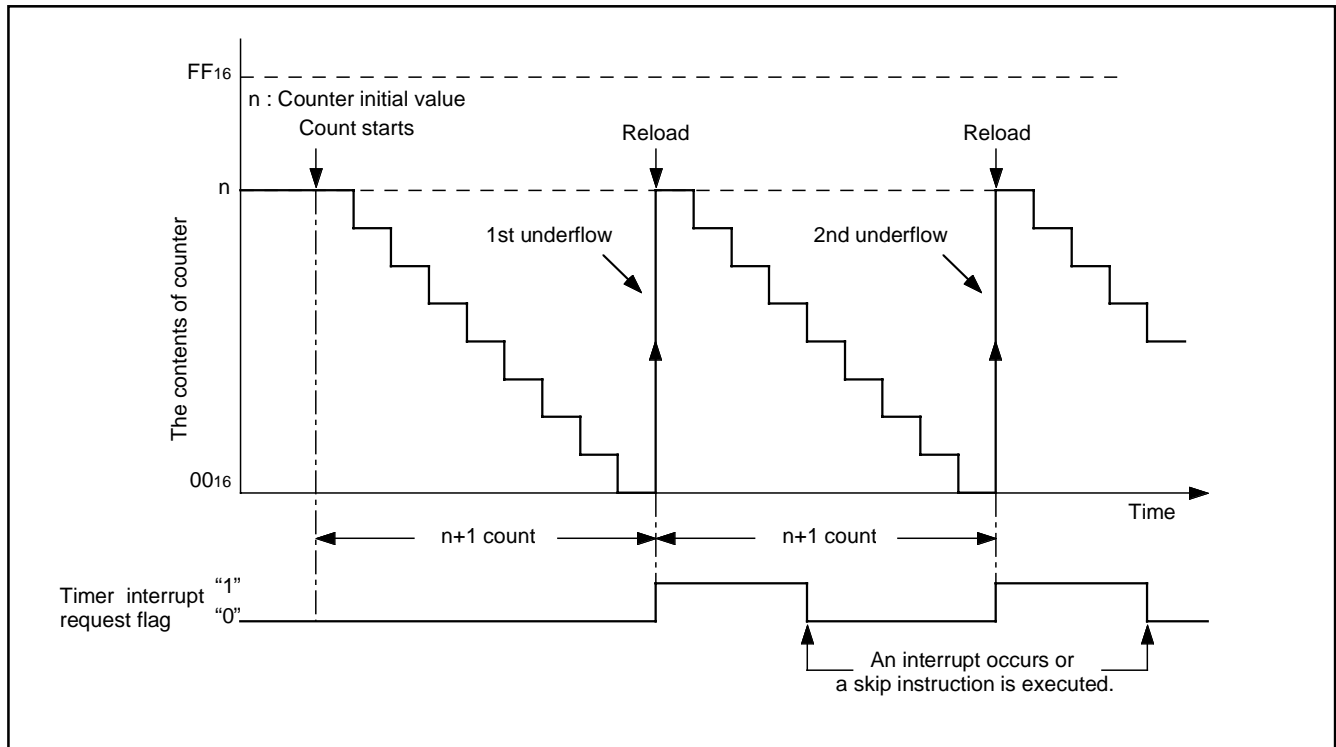 FF16
n : Counter initial value
Count starts
Reload
Reload
n
1st underflow
2nd underflow
The contents of counter
0016
Time
n+1 count
n+1 count
Timer interrupt
request flag
“1”
“0”
An interrupt occurs or
a skip instruction is executed.